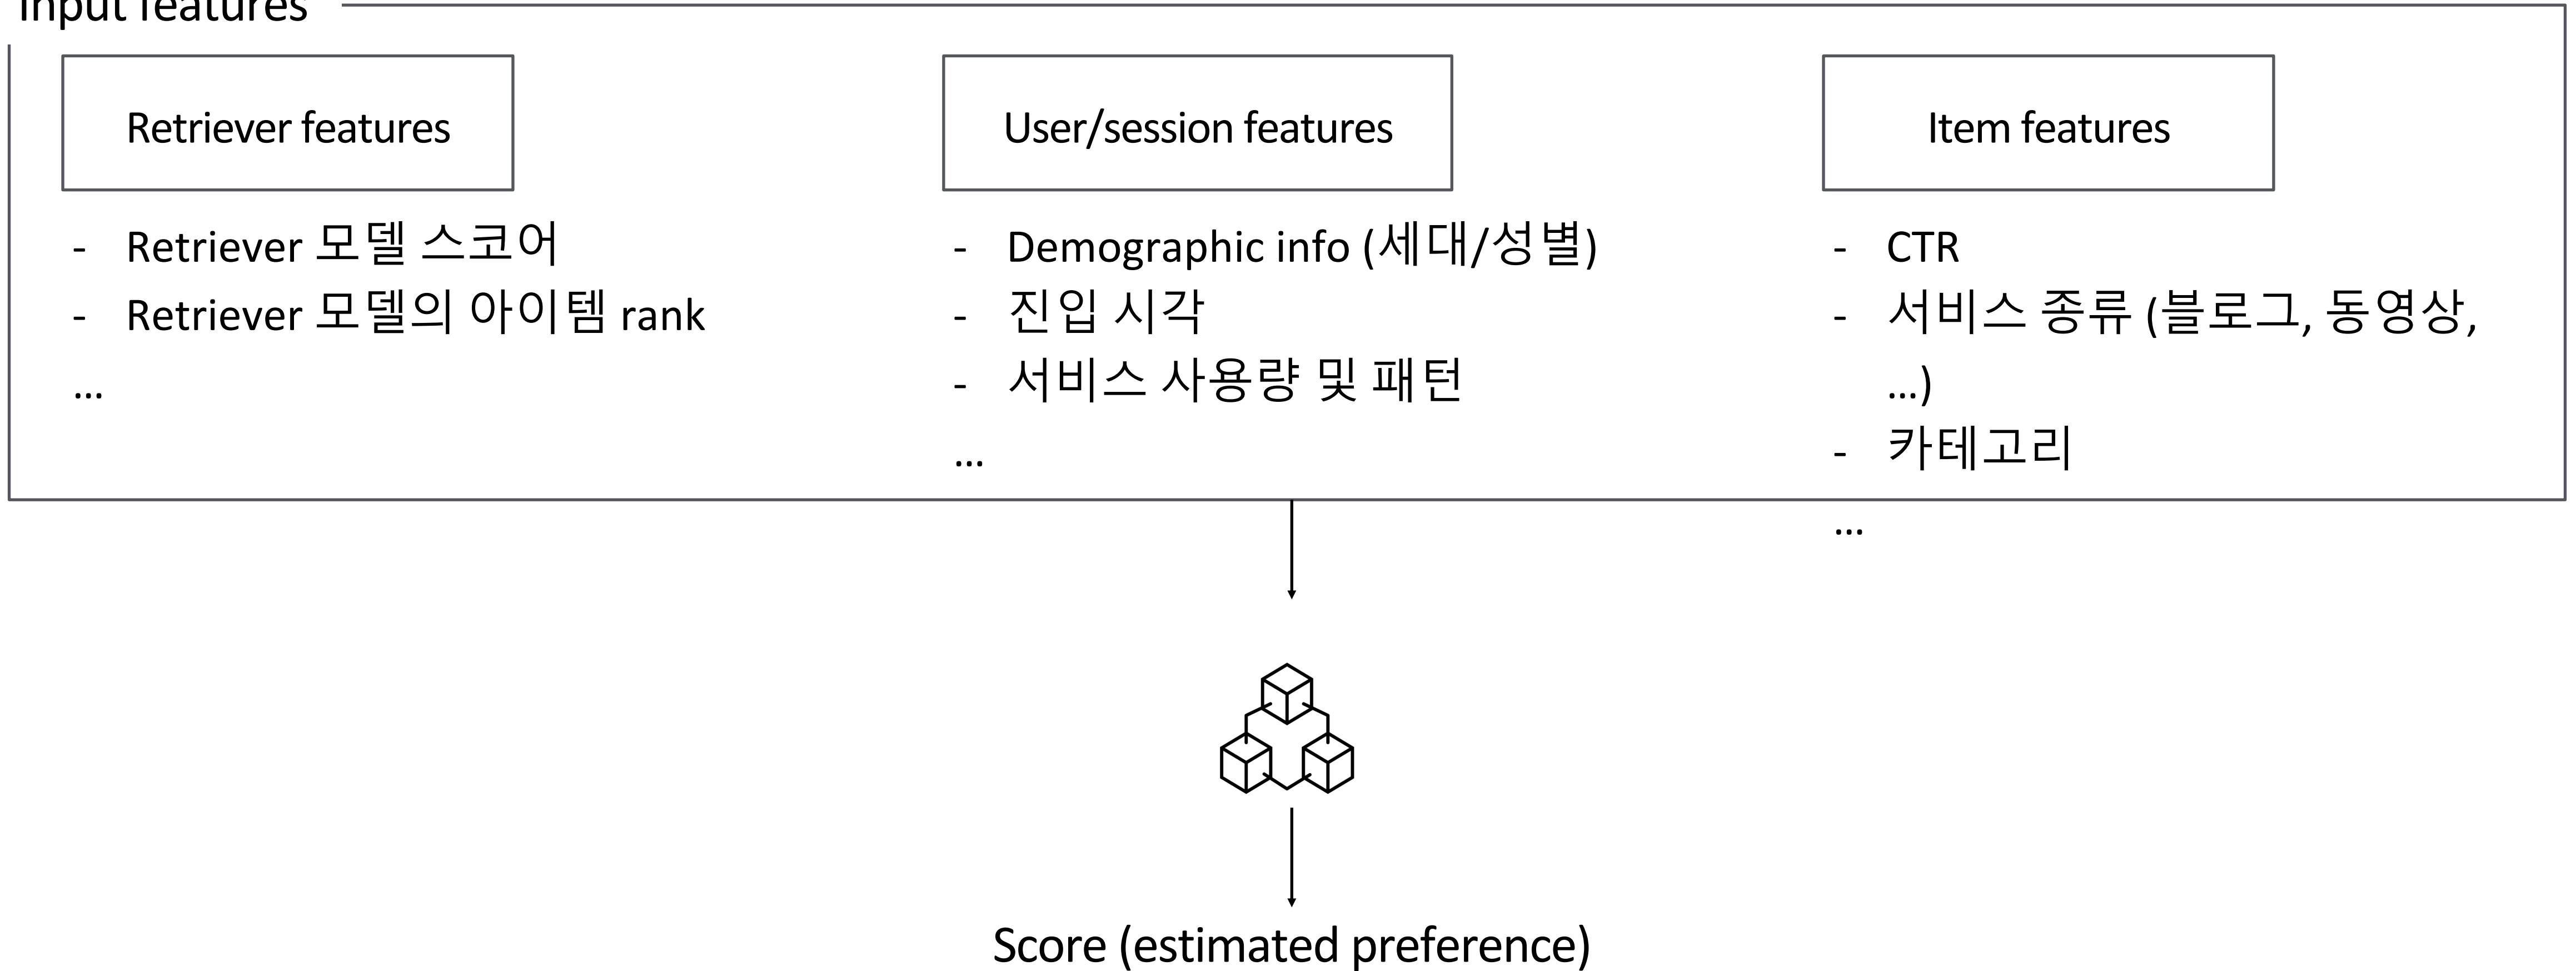 Input features
Retriever features
- Retriever 모델 스코어
- Retriever 모델의 아이템 rank
...
User/session features
- Demographic info (세대/성별)
- 진입 시각
- 서비스 사용량 및 패턴
...
Item features
- CTR
- 서비스 종류 (블로그, 동영상,
...)
- 카테고리
...
Score (estimated preference)